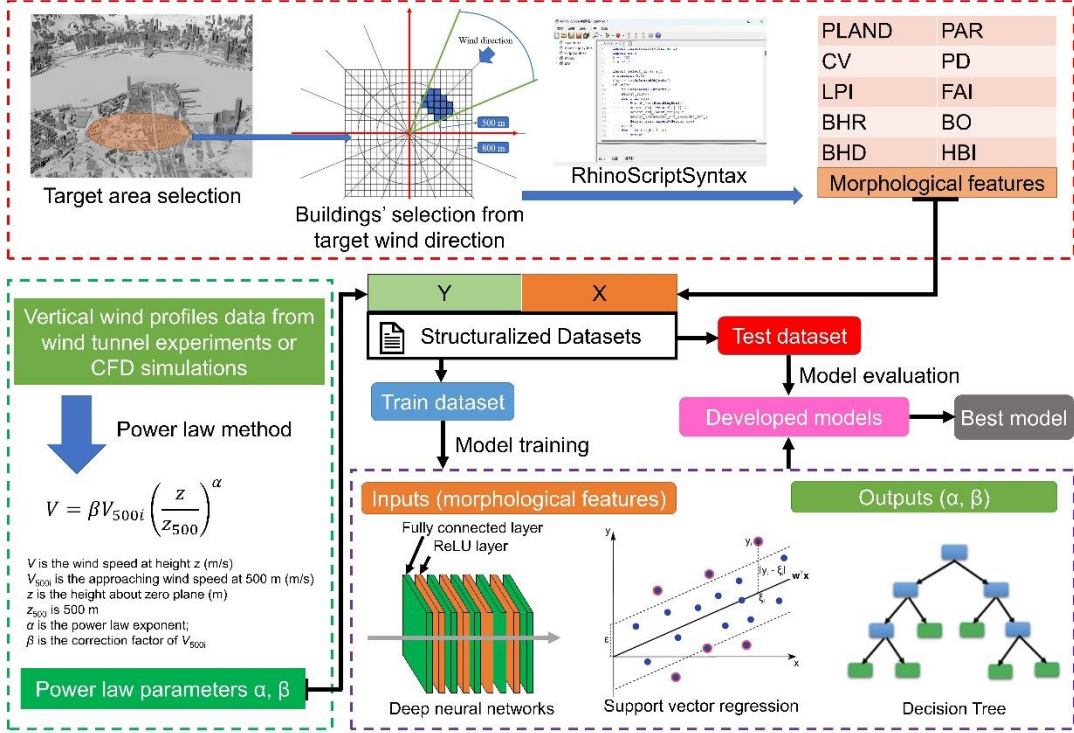 Wind direction
500 m
800 m
Target area selection
Buildings' selection from
target wind direction
RhinoScriptSyntax
PLAND PAR
CV PD
LPI FAI
BHR BO
BHD HBI
Morphological features
Vertical wind profiles data from
wind tunnel experiments or
CFD simulations
Power law method
V = βV₅₀₀ᵢ (z/z₅₀₀)^α
V is the wind speed at height z (m/s)
V₅₀₀ᵢ is the approaching wind speed at 500 m (m/s)
z is the height about zero plane (m)
z₅₀₀ is 500 m
α is the power law exponent;
β is the correction factor of V₅₀₀ᵢ
Power law parameters α, β
Y X
Structuralized Datasets
Test dataset
Train dataset
Model evaluation
Developed models
Best model
Model training
Inputs (morphological features)
Outputs (α, β)
Fully connected layer
ReLU layer
Deep neural networks
y
yᵢ
ξᵢ
ε
x
Support vector regression
Decision Tree